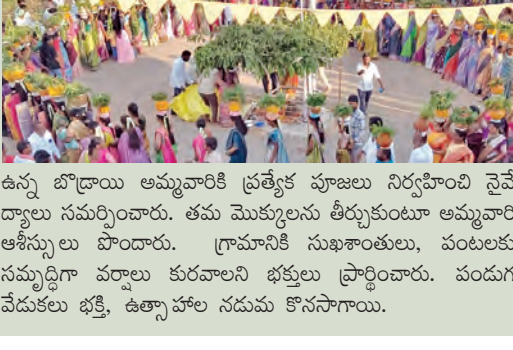 ఉన్న బొడ్రాయి అమ్మవారికి ప్రత్యేక పూజలు నిర్వహించి నైవే
ద్యాలు సమర్పించారు. తమ మొక్కులను తీర్చుకుంటూ అమ్మవారి
ఆశీస్సులు పొందారు. గ్రామానికి సుఖశాంతులు, పంటలకు
సమృద్ధిగా వర్షాలు కురవాలని భక్తులు ప్రార్థించారు. పండుగ
వేడుకలు భక్తి, ఉత్సాహాల నడుమ కొనసాగాయి.